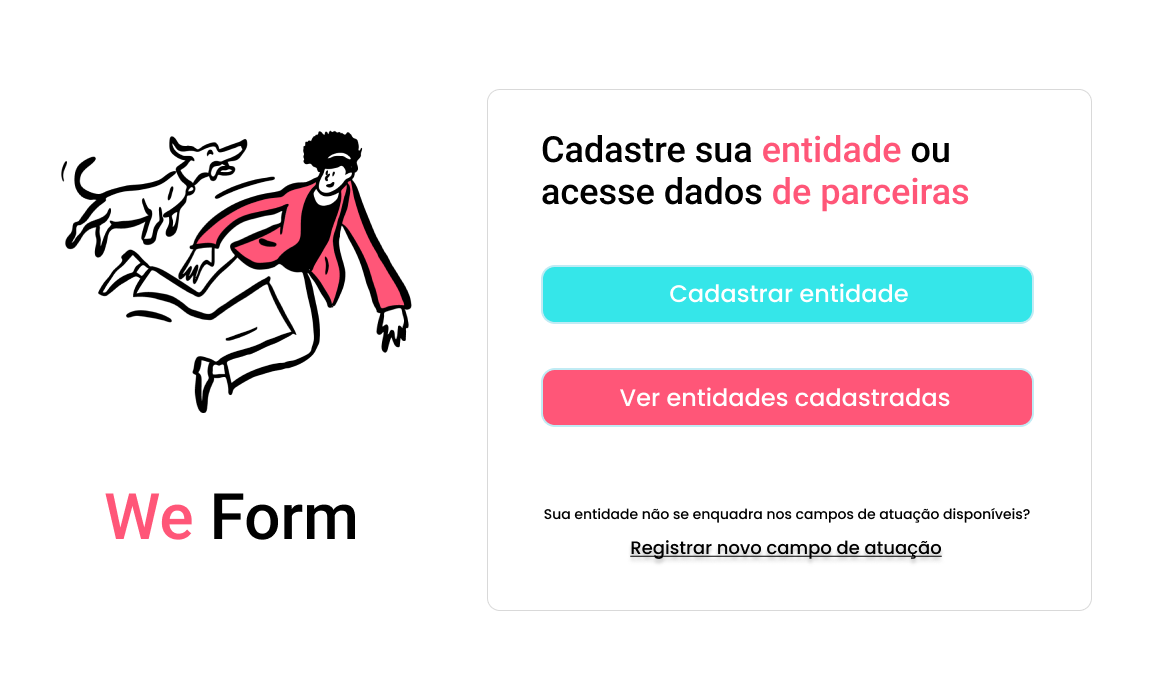 We Form
Cadastre sua entidade ou
acesse dados de parceiras
Cadastrar entidade
Ver entidades cadastradas
Sua entidade não se enquadra nos campos de atuação disponíveis?
Registrar novo campo de atuação